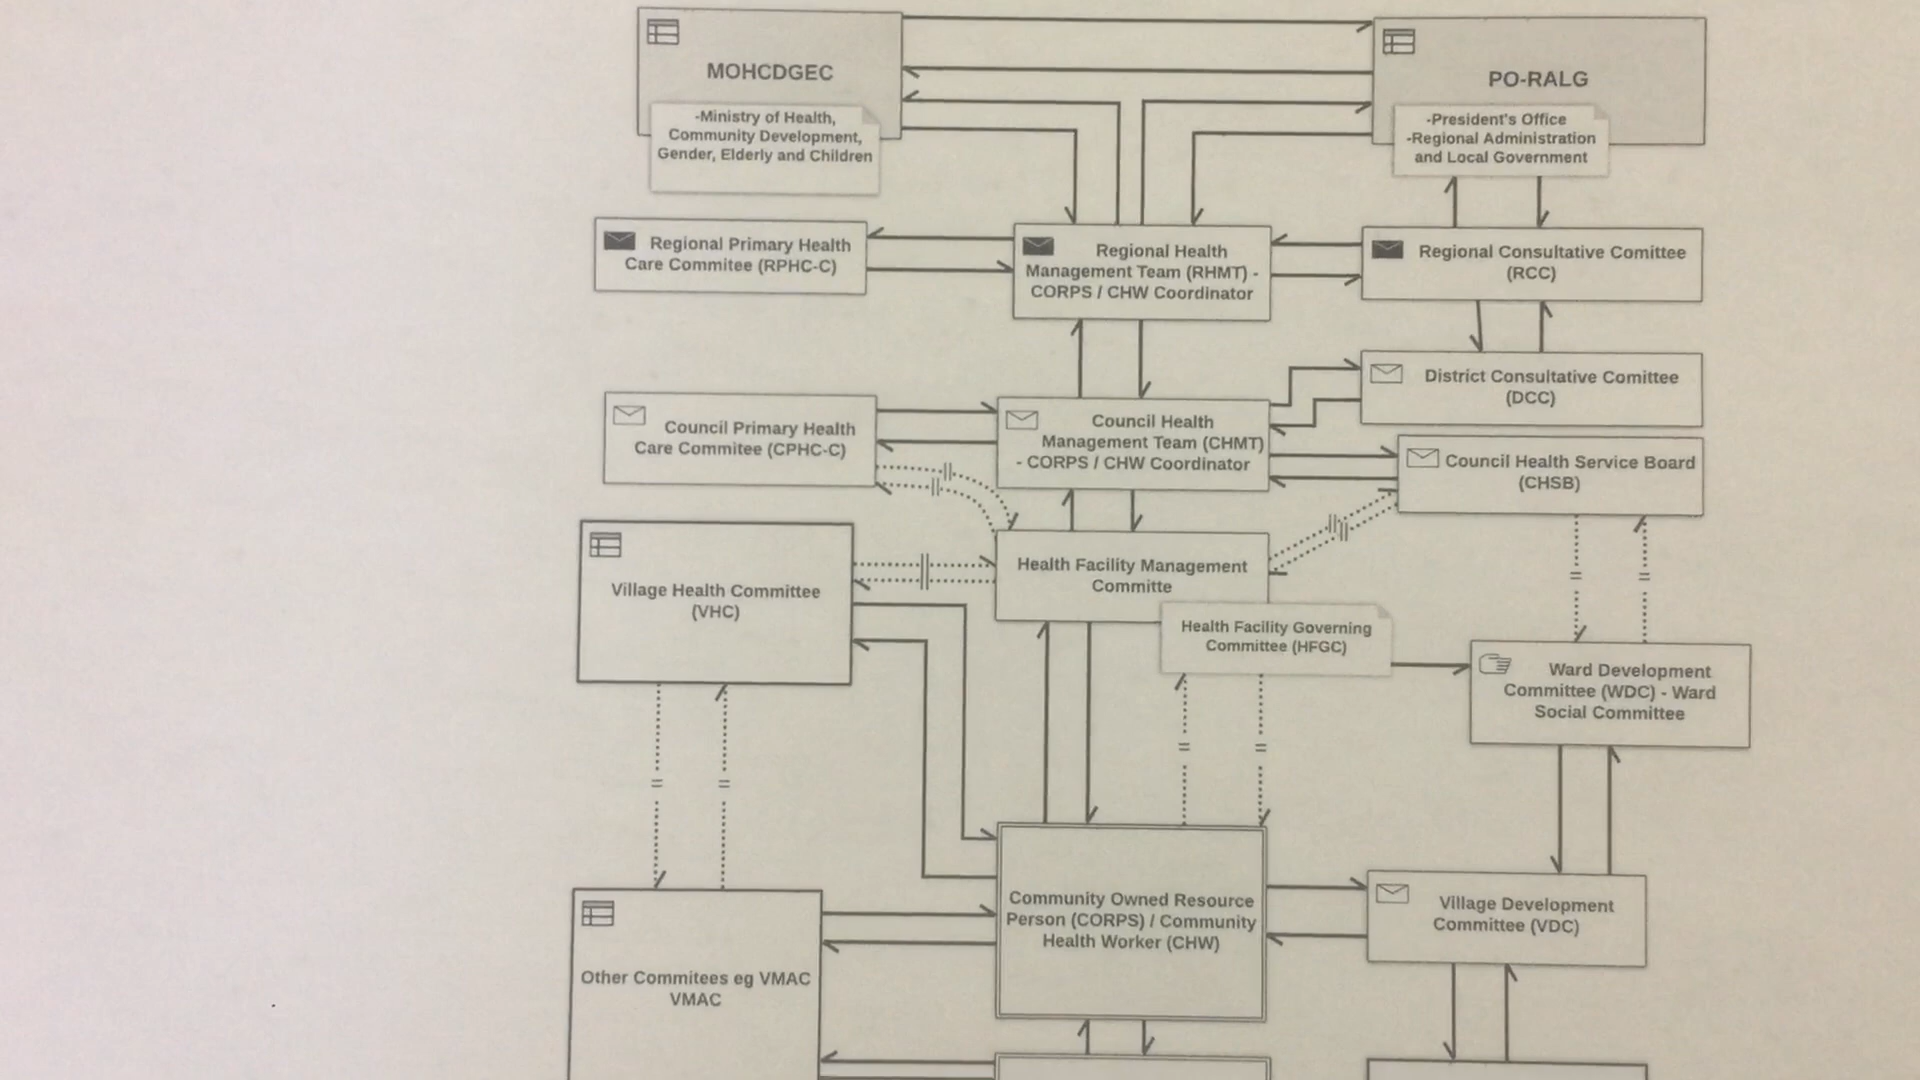 MOHCDGEC
-Ministry of Health,
Community Development,
Gender, Elderly and Children
PO-RALG
-President's Office
-Regional Administration
and Local Government
Regional Primary Health
Care Commitee (RPHC-C)
Regional Health
Management Team (RHMT) -
CORPS / CHW Coordinator
Regional Consultative Comittee
(RCC)
District Consultative Comittee
(DCC)
Council Primary Health
Care Commitee (CPHC-C)
Council Health
Management Team (CHMT)
- CORPS / CHW Coordinator
Council Health Service Board
(CHSB)
Village Health Committee
(VHC)
Health Facility Management
Committe
Health Facility Governing
Committee (HFGC)
Ward Development
Committee (WDC) - Ward
Social Committee
Community Owned Resource
Person (CORPS) / Community
Health Worker (CHW)
Village Development
Committee (VDC)
Other Commitees eg VMAC
VMAC